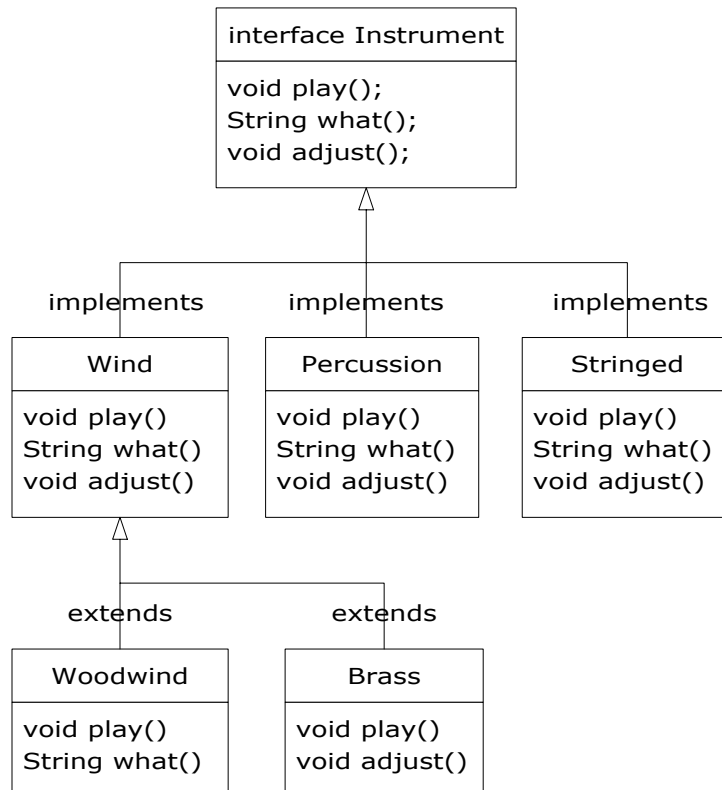 interface Instrument
void play();
String what();
void adjust();
implements
implements
implements
Wind
void play()
String what()
void adjust()
Percussion
void play()
String what()
void adjust()
Stringed
void play()
String what()
void adjust()
extends
extends
Woodwind
void play()
String what()
Brass
void play()
void adjust()